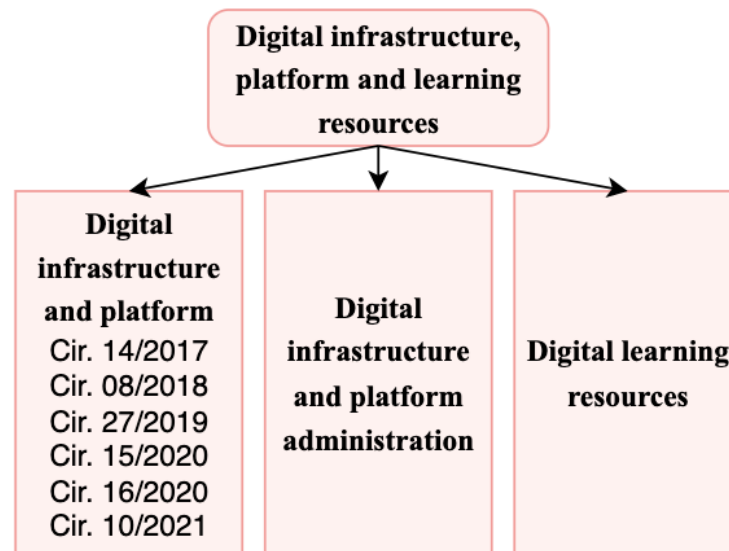 Digital infrastructure,
platform and learning
resources
Digital
infrastructure
and platform
Cir. 14/2017
Cir. 08/2018
Cir. 27/2019
Cir. 15/2020
Cir. 16/2020
Cir. 10/2021
Digital
infrastructure
and platform
administration
Digital learning
resources